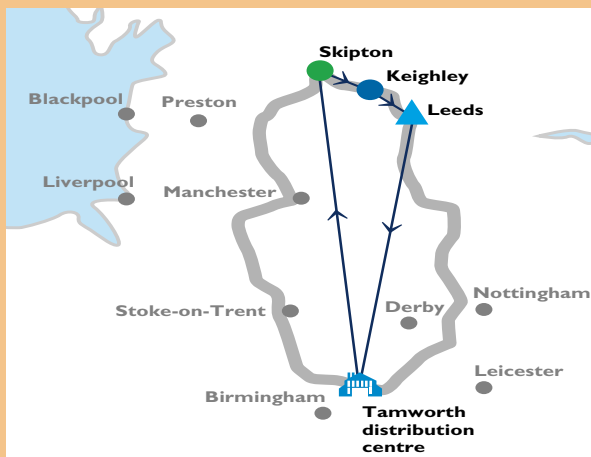 Skipton
Keighley
Blackpool
Preston
Leeds
Liverpool
Manchester
Stoke-on-Trent
Derby
Nottingham
Leicester
Birmingham
Tamworth
distribution
centre